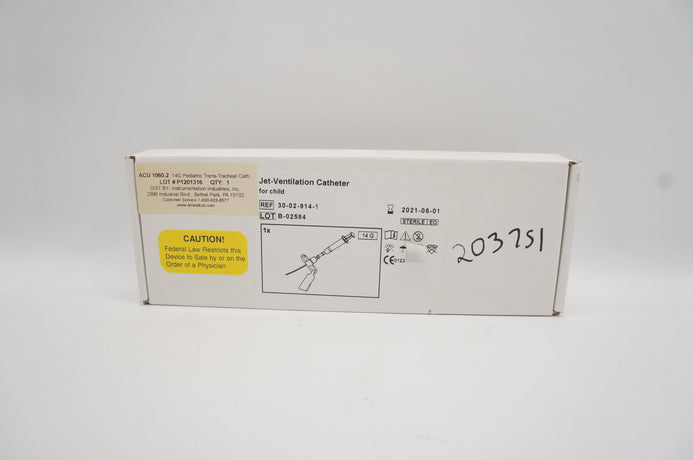 ACU 1060.2 14G Pediatric Trans-Tracheal Cath.
LOT # P1201316 QTY: 1
DIST BY- Instrumentation Industries, Inc.
2990 Industrial Blvd., Bethel Park, PA 15102
Customer Service 1-800-633-8577
www.iiimedical.com
CAUTION!
Federal Law Restricts this
Device to Sale by or on the
Order of a Physician
Jet-Ventilation Catheter
for child
REF 30-02-914-1
LOT B-02584
1x
14 G
2021-06-01
STERILE EO
CE 0123
203751